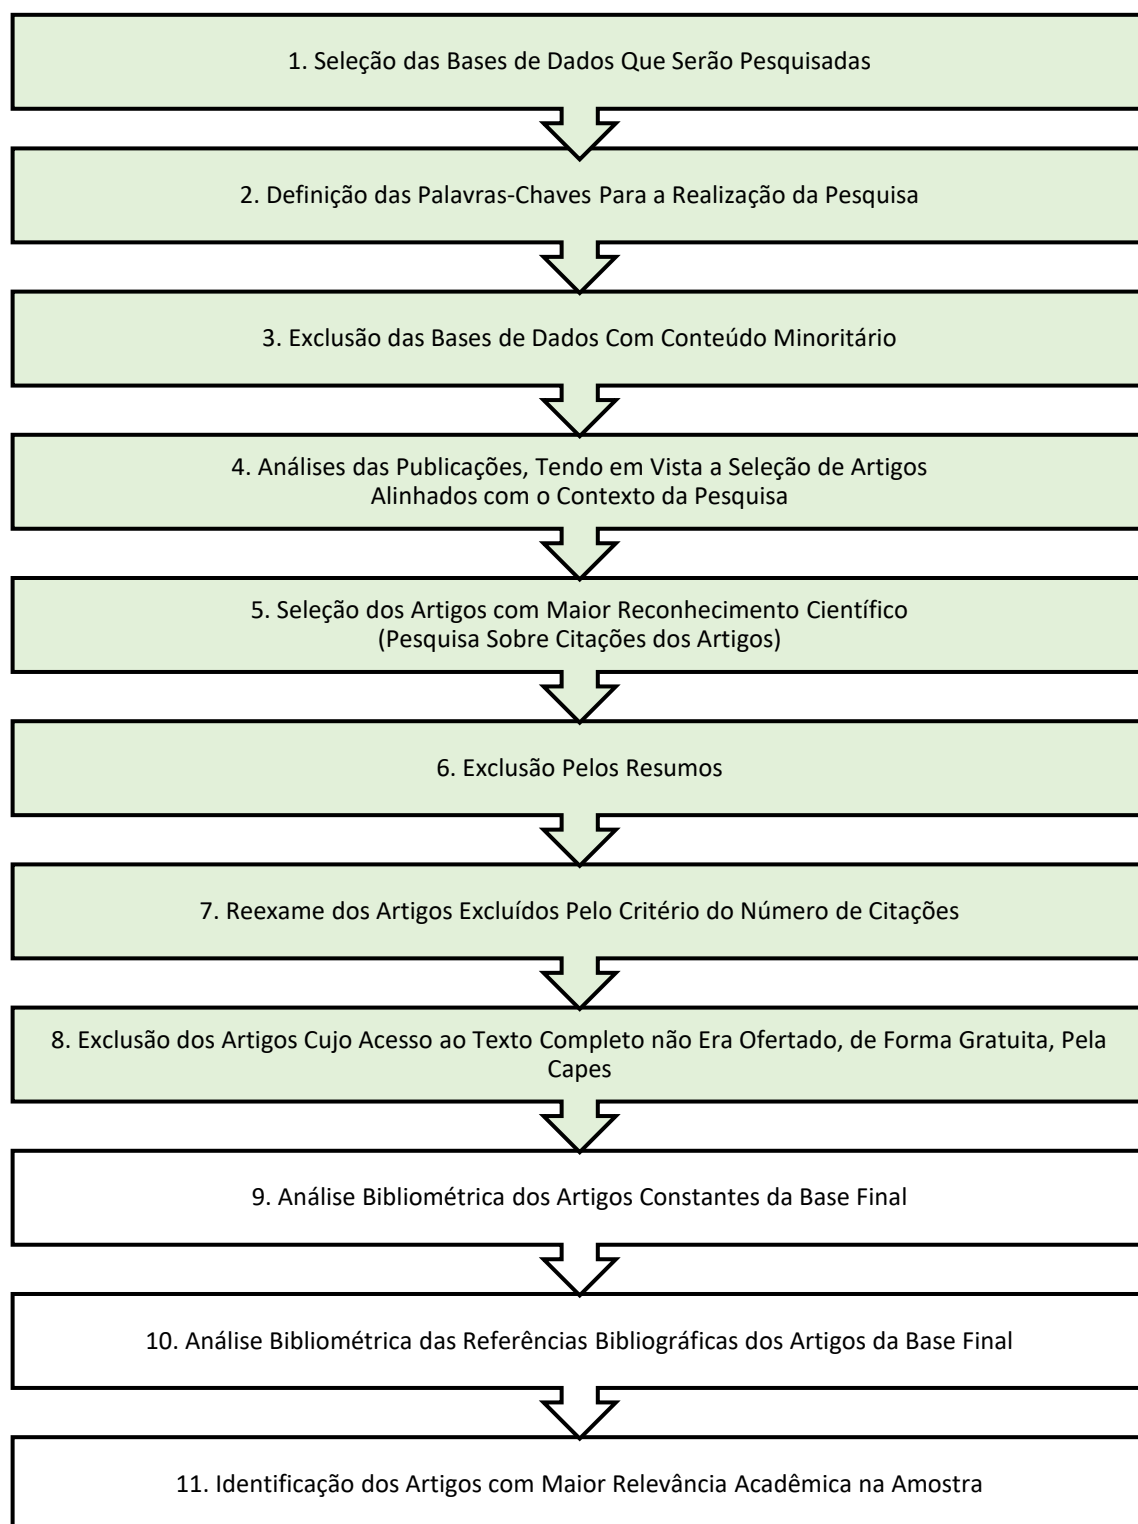 1. Seleção das Bases de Dados Que Serão Pesquisadas
2. Definição das Palavras-Chaves Para a Realização da Pesquisa
3. Exclusão das Bases de Dados Com Conteúdo Minoritário
4. Análises das Publicações, Tendo em Vista a Seleção de Artigos
Alinhados com o Contexto da Pesquisa
5. Seleção dos Artigos com Maior Reconhecimento Científico
(Pesquisa Sobre Citações dos Artigos)
6. Exclusão Pelos Resumos
7. Reexame dos Artigos Excluídos Pelo Critério do Número de Citações
8. Exclusão dos Artigos Cujo Acesso ao Texto Completo não Era Ofertado, de Forma Gratuita, Pela
Capes
9. Análise Bibliométrica dos Artigos Constantes da Base Final
10. Análise Bibliométrica das Referências Bibliográficas dos Artigos da Base Final
11. Identificação dos Artigos com Maior Relevância Acadêmica na Amostra